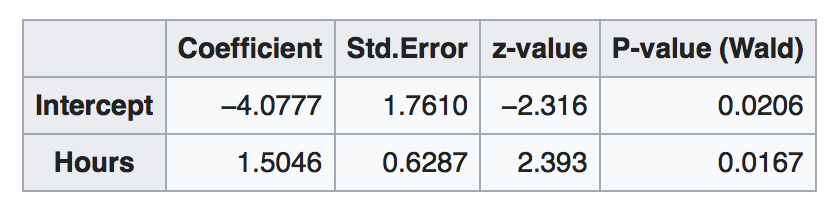 Coefficient Std.Error z-value P-value (Wald)
Intercept −4.0777 1.7610 −2.316 0.0206
Hours 1.5046 0.6287 2.393 0.0167